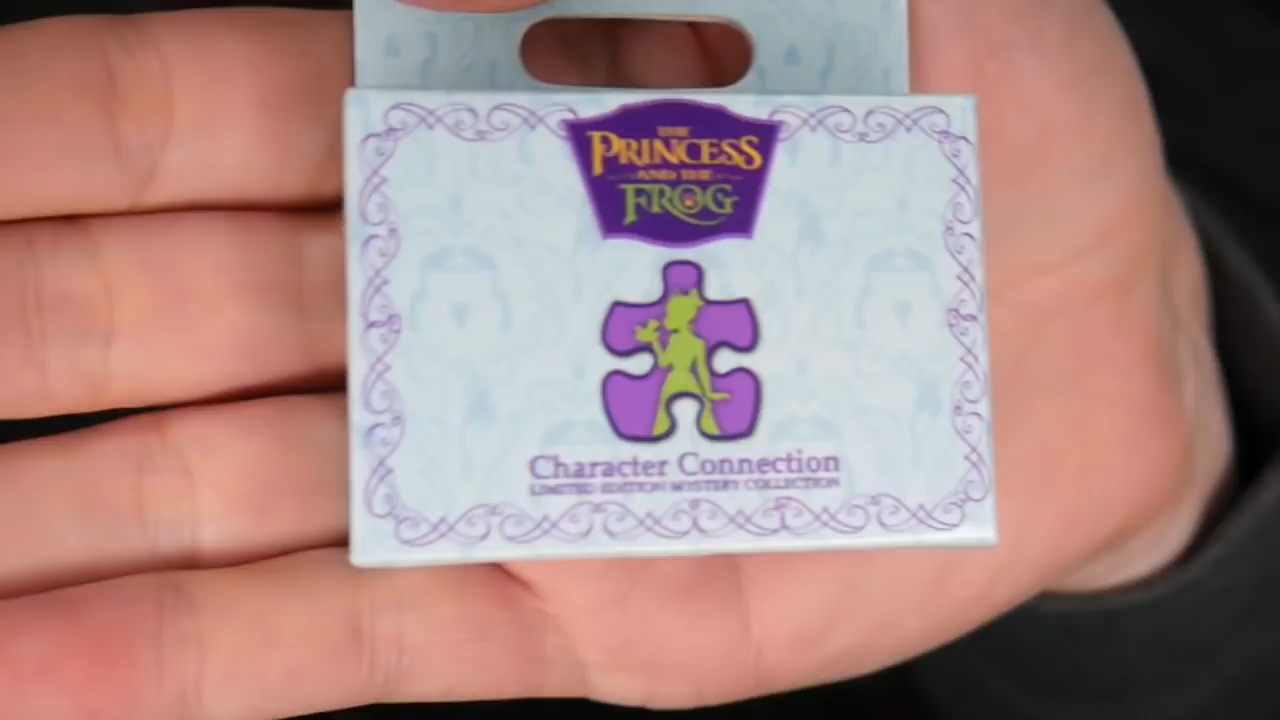 THE
PRINCESS
AND THE
FROG
Character Connection
LIMITED EDITION MYSTERY COLLECTION